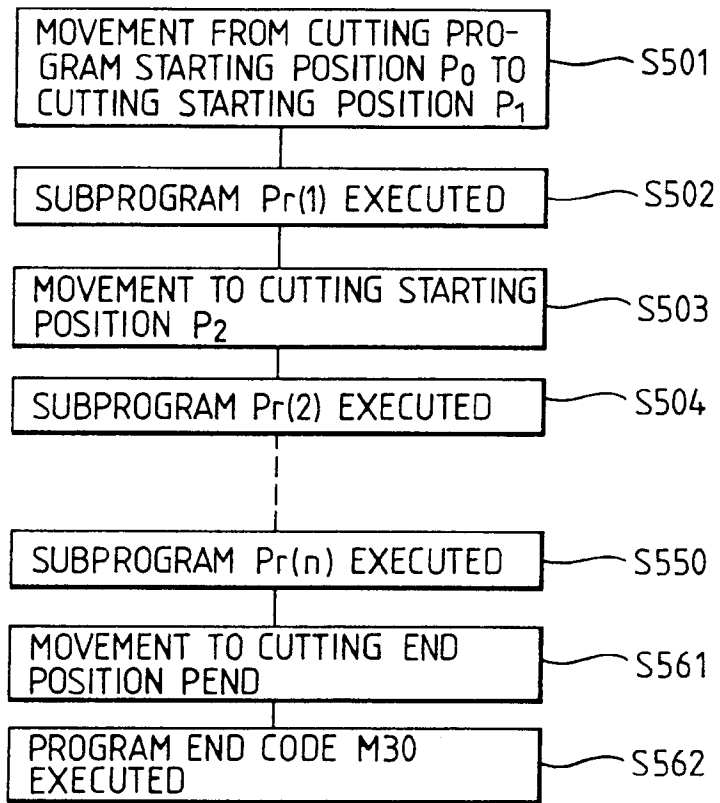 MOVEMENT FROM CUTTING PRO-
GRAM STARTING POSITION P0 TO
CUTTING STARTING POSITION P1
S501
SUBPROGRAM Pr(1) EXECUTED
S502
MOVEMENT TO CUTTING STARTING
POSITION P2
S503
SUBPROGRAM Pr(2) EXECUTED
S504
SUBPROGRAM Pr(n) EXECUTED
S550
MOVEMENT TO CUTTING END
POSITION PEND
S561
PROGRAM END CODE M30
EXECUTED
S562